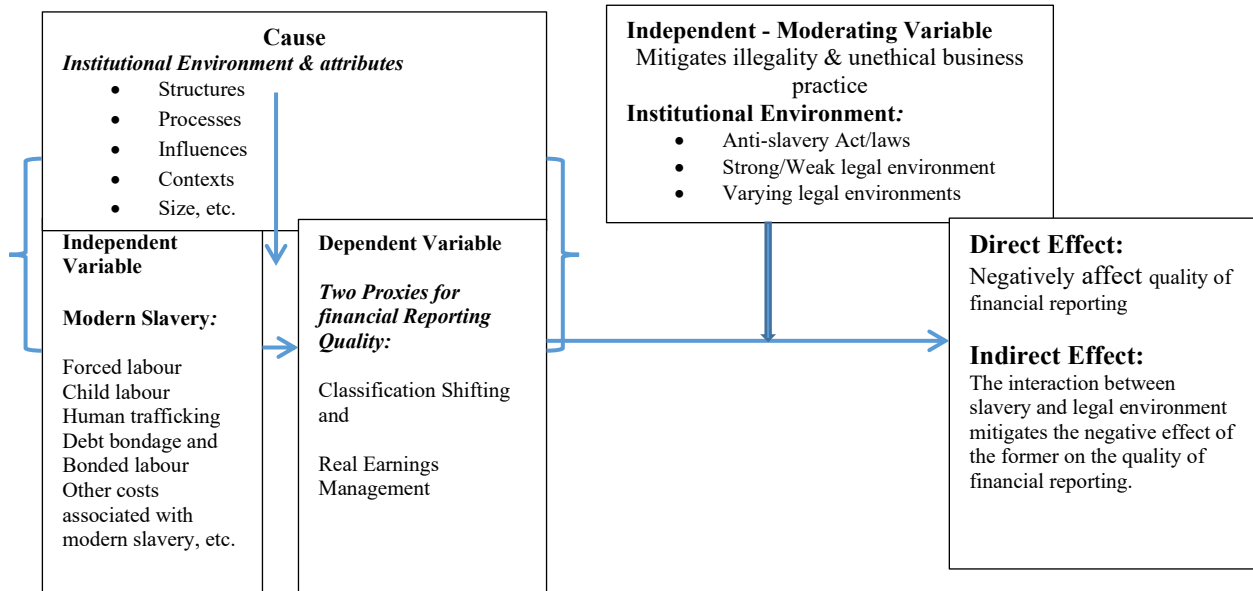 Cause
Institutional Environment & attributes
• Structures
• Processes
• Influences
• Contexts
• Size, etc.
Independent
Variable
Modern Slavery:
Forced labour
Child labour
Human trafficking
Debt bondage and
Bonded labour
Other costs
associated with
modern slavery, etc.
Dependent Variable
Two Proxies for
financial Reporting
Quality:
Classification Shifting
and
Real Earnings
Management
Independent - Moderating Variable
Mitigates illegality & unethical business
practice
Institutional Environment:
• Anti-slavery Act/laws
• Strong/Weak legal environment
• Varying legal environments
Direct Effect:
Negatively affect quality of
financial reporting
Indirect Effect:
The interaction between
slavery and legal environment
mitigates the negative effect of
the former on the quality of
financial reporting.